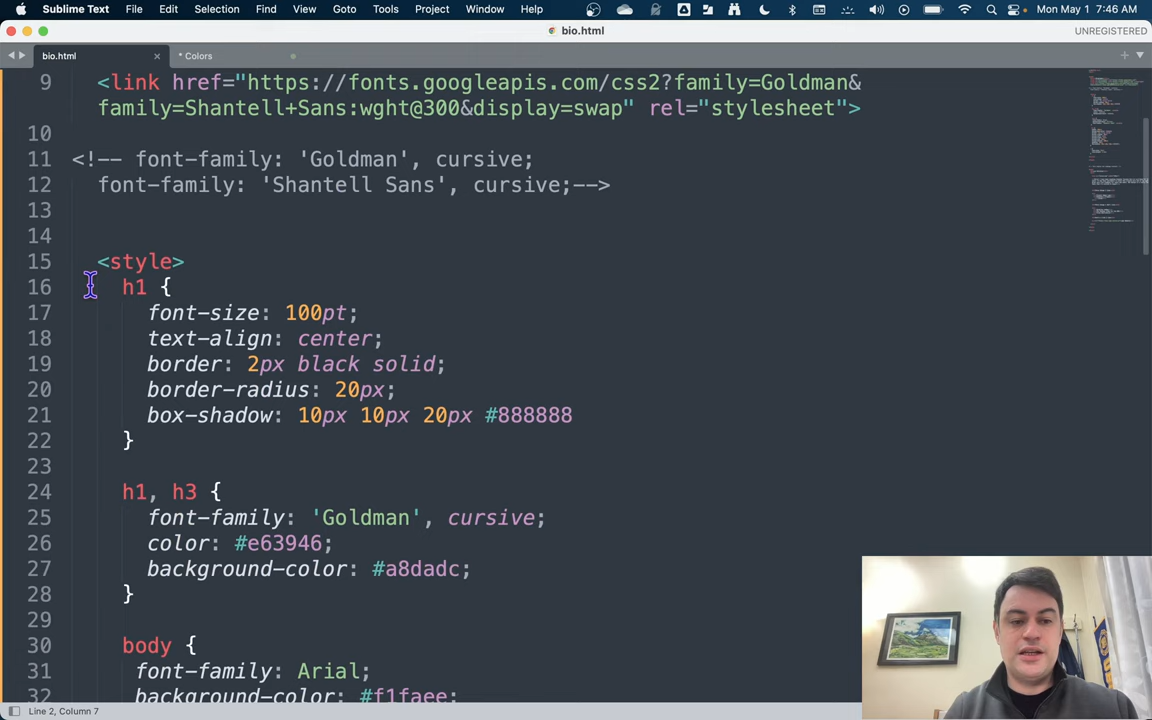 Sublime Text File Edit Selection Find View Goto Tools Project Window Help Mon May 1 7:46 AM
bio.html UNREGISTERED
bio.html * Colors
9 <link href="https://fonts.googleapis.com/css2?family=Goldman&
family=Shantell+Sans:wght@300&display=swap" rel="stylesheet">
10
11 <!-- font-family: 'Goldman', cursive;
12 font-family: 'Shantell Sans', cursive;-->
13
14
15 <style>
16 h1 {
17 font-size: 100pt;
18 text-align: center;
19 border: 2px black solid;
20 border-radius: 20px;
21 box-shadow: 10px 10px 20px #888888
22 }
23
24 h1, h3 {
25 font-family: 'Goldman', cursive;
26 color: #e63946;
27 background-color: #a8dadc;
28 }
29
30 body {
31 font-family: Arial;
32 background-color: #f1faee;
Line 2, Column 7